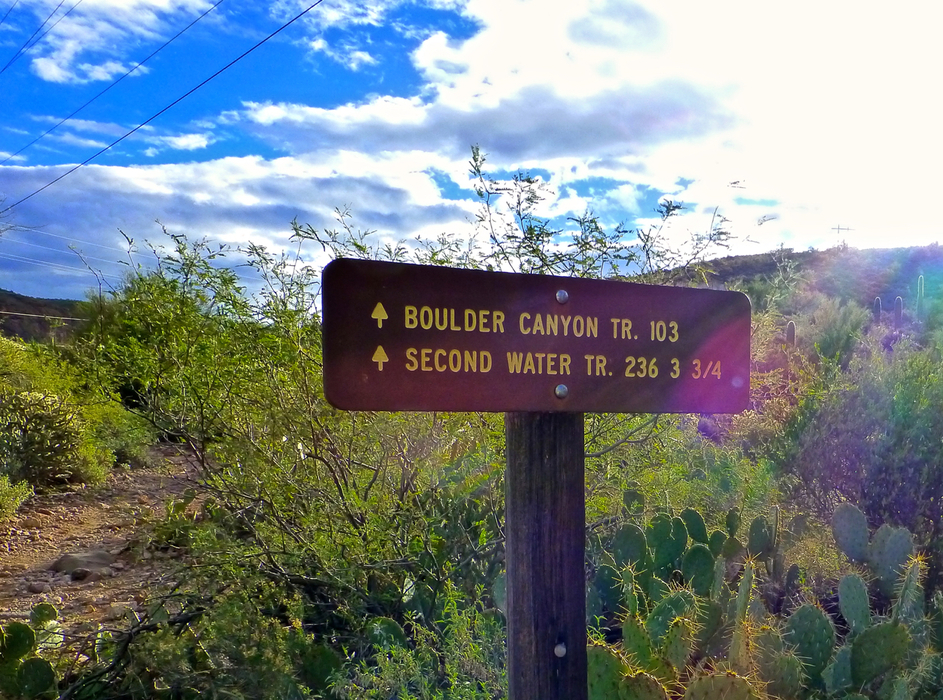 BOULDER CANYON TR. 103
SECOND WATER TR. 236 3 3/4